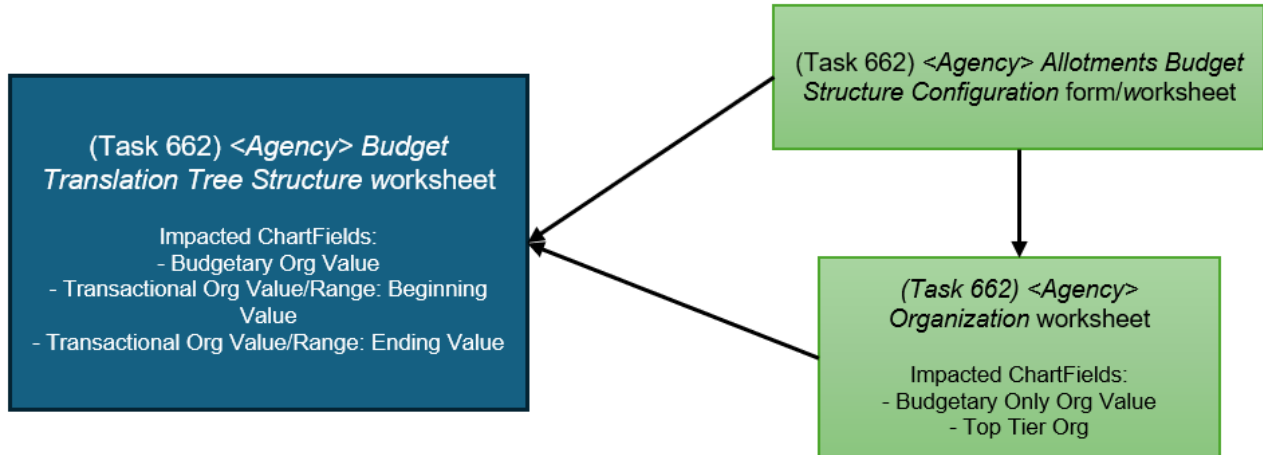 (Task 662) <Agency> Budget
Translation Tree Structure worksheet
Impacted ChartFields:
- Budgetary Org Value
- Transactional Org Value/Range: Beginning
Value
- Transactional Org Value/Range: Ending Value
(Task 662) <Agency> Allotments Budget
Structure Configuration form/worksheet
(Task 662) <Agency>
Organization worksheet
Impacted ChartFields:
- Budgetary Only Org Value
- Top Tier Org